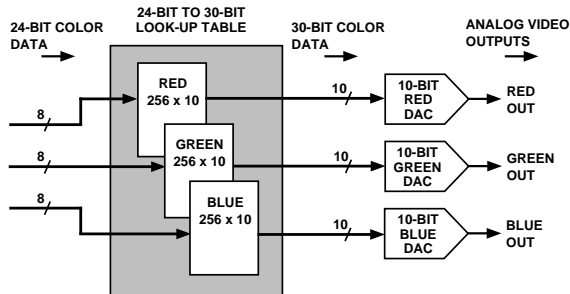 24-BIT COLOR
DATA
24-BIT TO 30-BIT
LOOK-UP TABLE
30-BIT COLOR
DATA
ANALOG VIDEO
OUTPUTS
8
RED
256 x 10
10
10-BIT
RED
DAC
RED
OUT
8
GREEN
256 x 10
10
10-BIT
GREEN
DAC
GREEN
OUT
8
BLUE
256 x 10
10
10-BIT
BLUE
DAC
BLUE
OUT